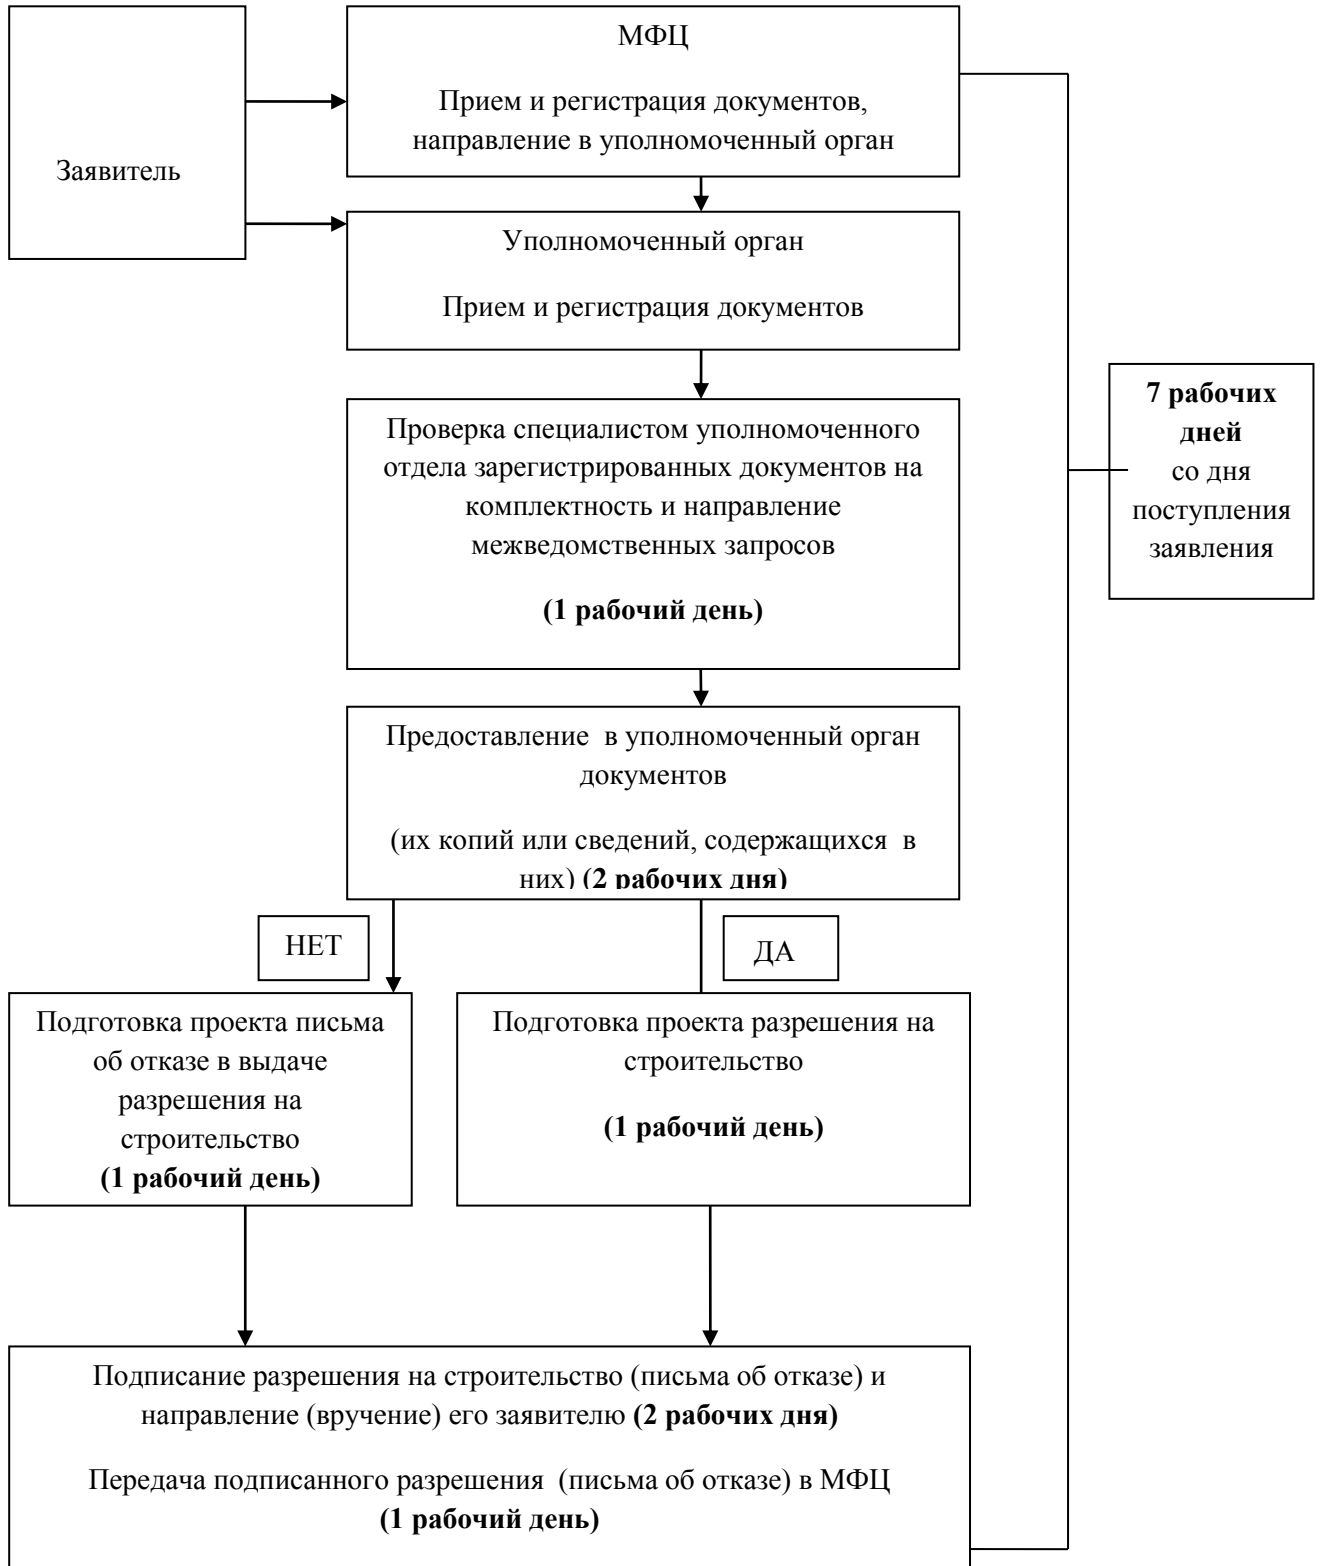 Заявитель
МФЦ
Прием и регистрация документов,
направление в уполномоченный орган
Уполномоченный орган
Прием и регистрация документов
Проверка специалистом уполномоченного
отдела зарегистрированных документов на
комплектность и направление
межведомственных запросов
(1 рабочий день)
7 рабочих
дней
со дня
поступления
заявления
Предоставление в уполномоченный орган
документов
(их копий или сведений, содержащихся в
них) (2 рабочих дня)
НЕТ
ДА
Подготовка проекта письма
об отказе в выдаче
разрешения на
строительство
(1 рабочий день)
Подготовка проекта разрешения на
строительство
(1 рабочий день)
Подписание разрешения на строительство (письма об отказе) и
направление (вручение) его заявителю (2 рабочих дня)
Передача подписанного разрешения (письма об отказе) в МФЦ
(1 рабочий день)